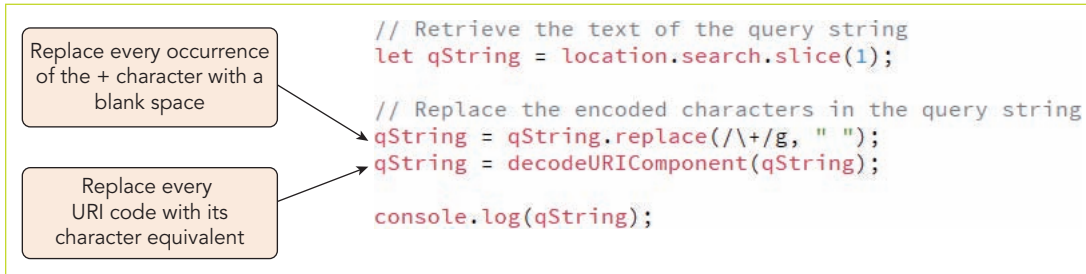 Replace every occurrence
of the + character with a
blank space
Replace every
URI code with its
character equivalent
// Retrieve the text of the query string
let qString = location.search.slice(1);
// Replace the encoded characters in the query string
qString = qString.replace(/\+/g, " ");
qString = decodeURIComponent(qString);
console.log(qString);